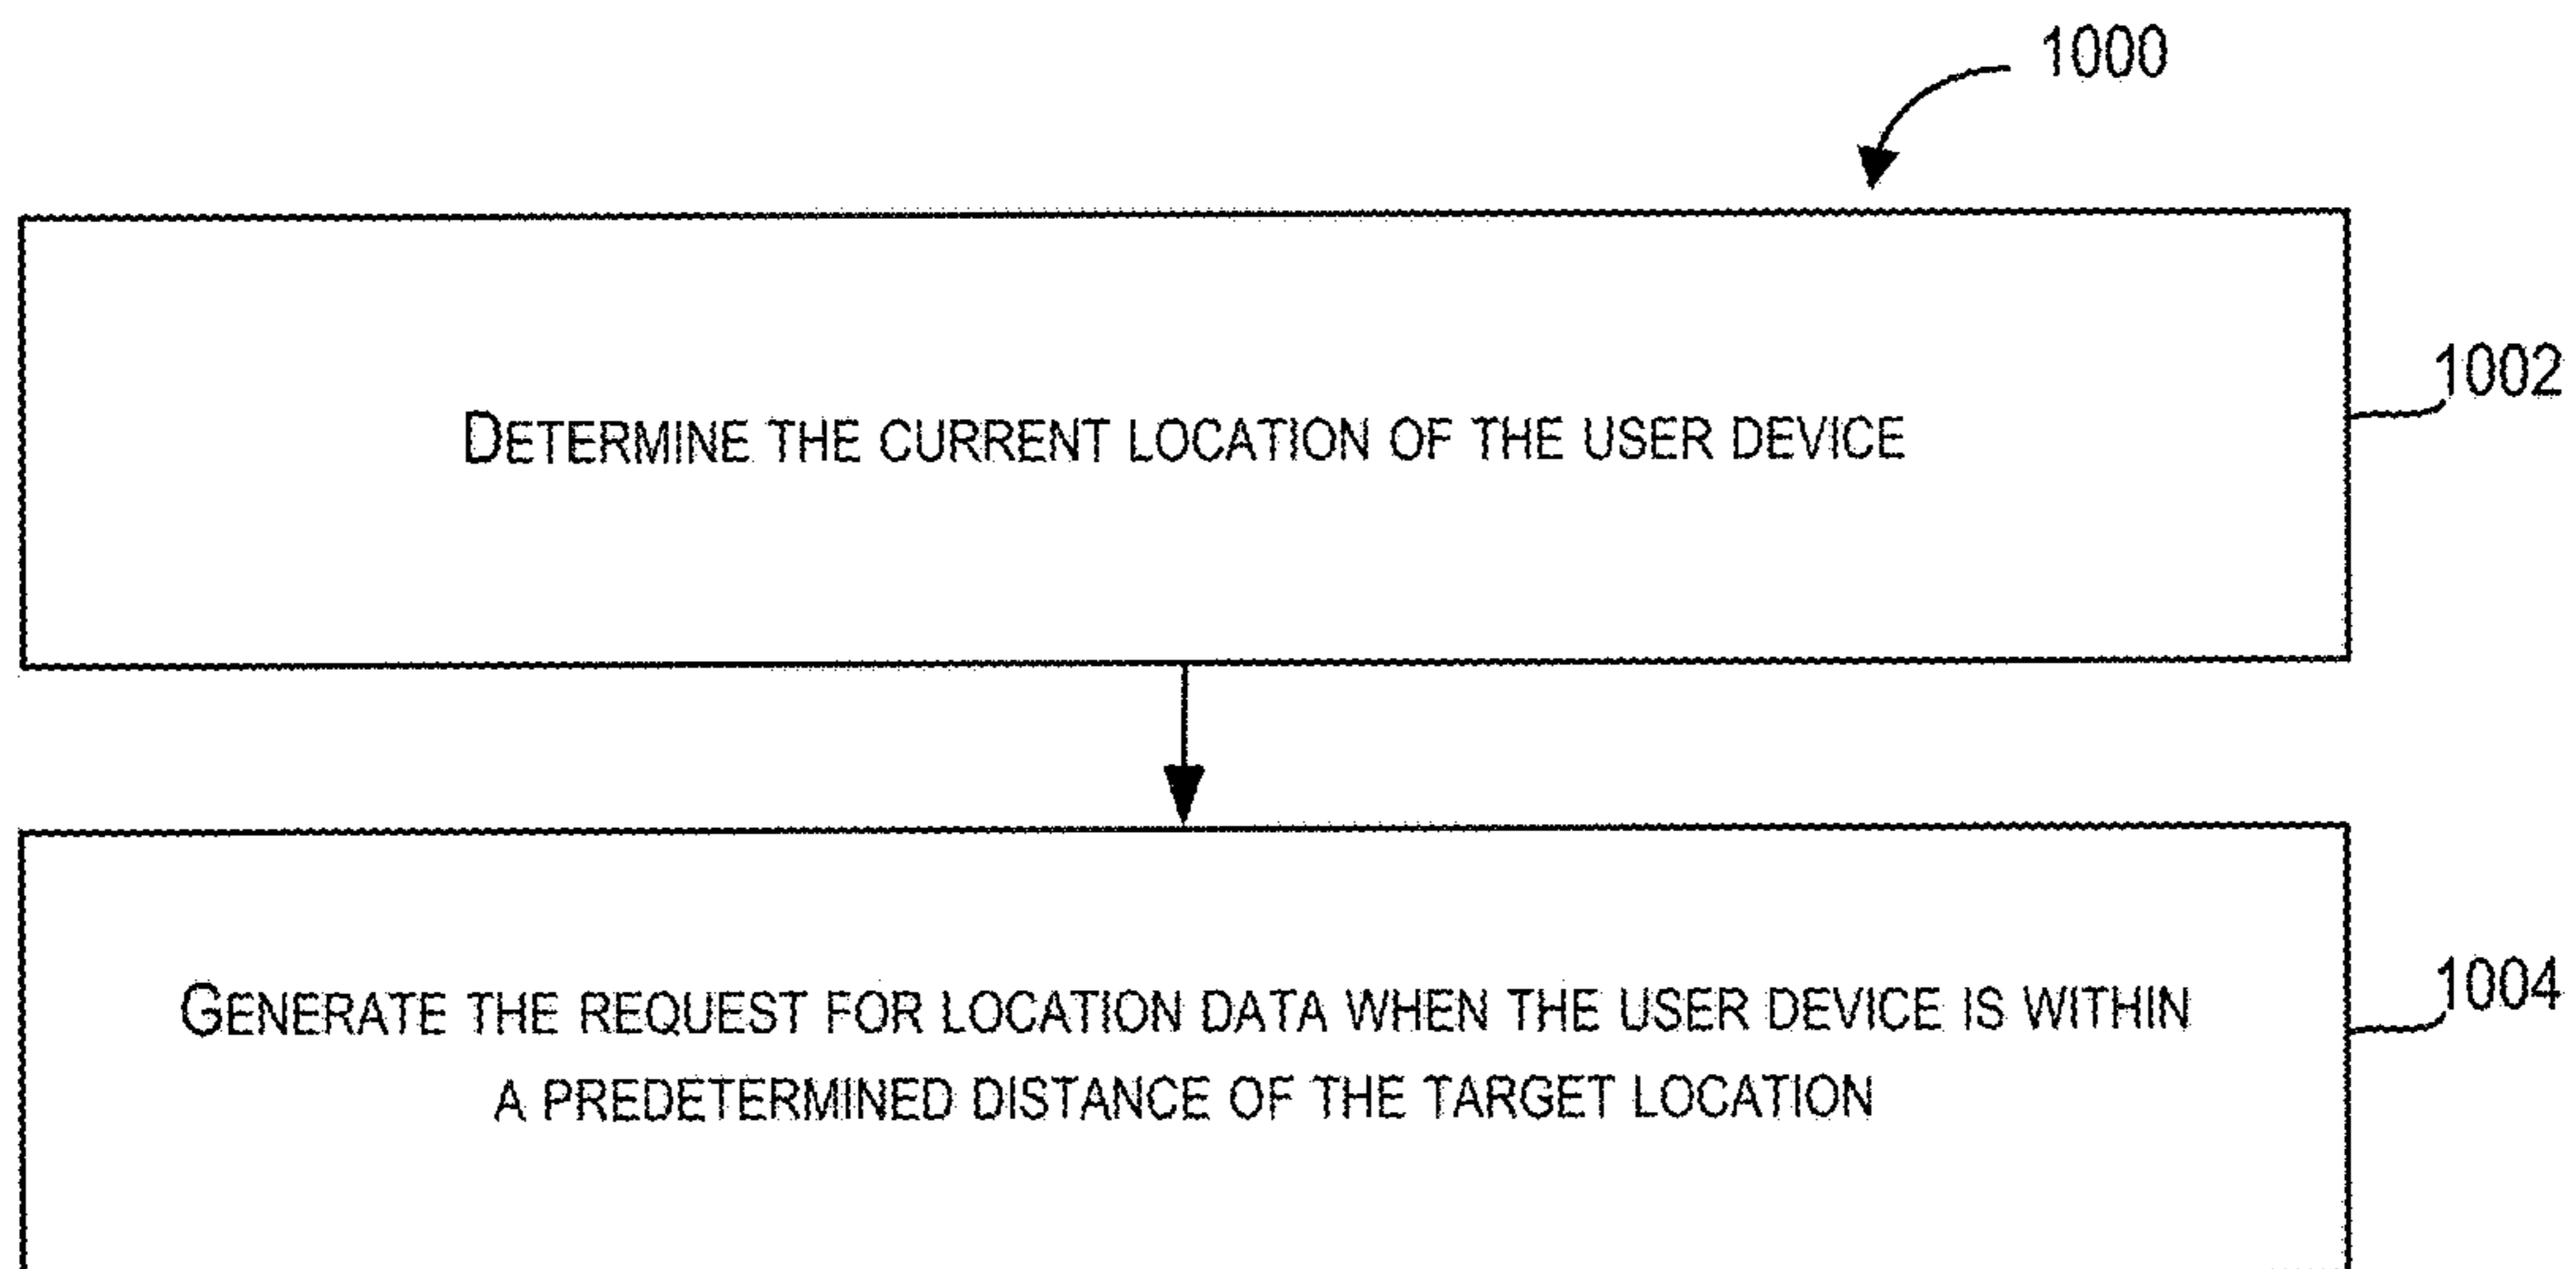 1000
DETERMINE THE CURRENT LOCATION OF THE USER DEVICE
1002
GENERATE THE REQUEST FOR LOCATION DATA WHEN THE USER DEVICE IS WITHIN
A PREDETERMINED DISTANCE OF THE TARGET LOCATION
1004